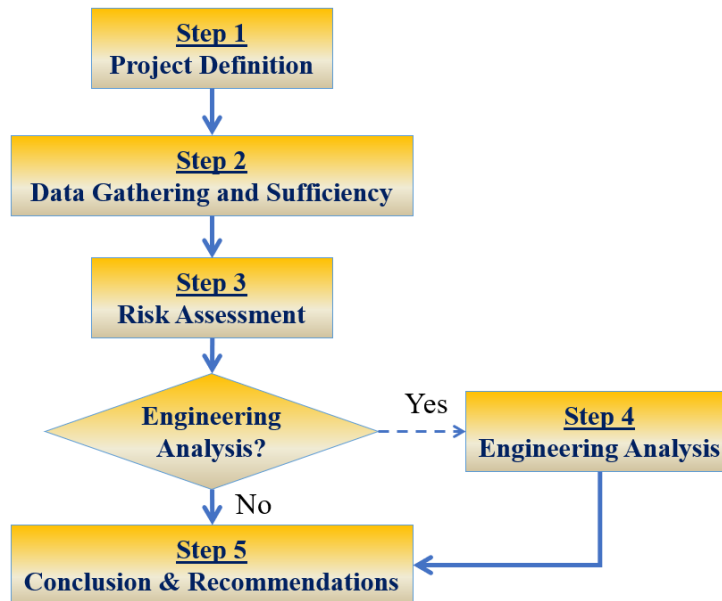 Step 1
Project Definition
Step 2
Data Gathering and Sufficiency
Step 3
Risk Assessment
Engineering
Analysis?
Yes
Step 4
Engineering Analysis
No
Step 5
Conclusion & Recommendations